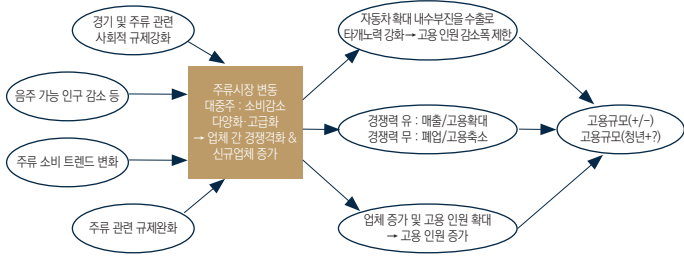 경기 및 주류 관련
사회적 규제강화
음주 가능 인구 감소 등
주류 소비 트렌드 변화
주류 관련 규제완화
주류시장 변동
대중주 : 소비감소
다양화·고급화
→ 업체 간 경쟁격화 &
신규업체 증가
자동차 확대 내수부진을 수출로
타개노력 강화 → 고용 인원 감소폭 제한
경쟁력 유 : 매출/고용확대
경쟁력 무 : 폐업/고용축소
업체 증가 및 고용 인원 확대
→ 고용 인원 증가
고용규모(+/−)
고용규모(청년+?)